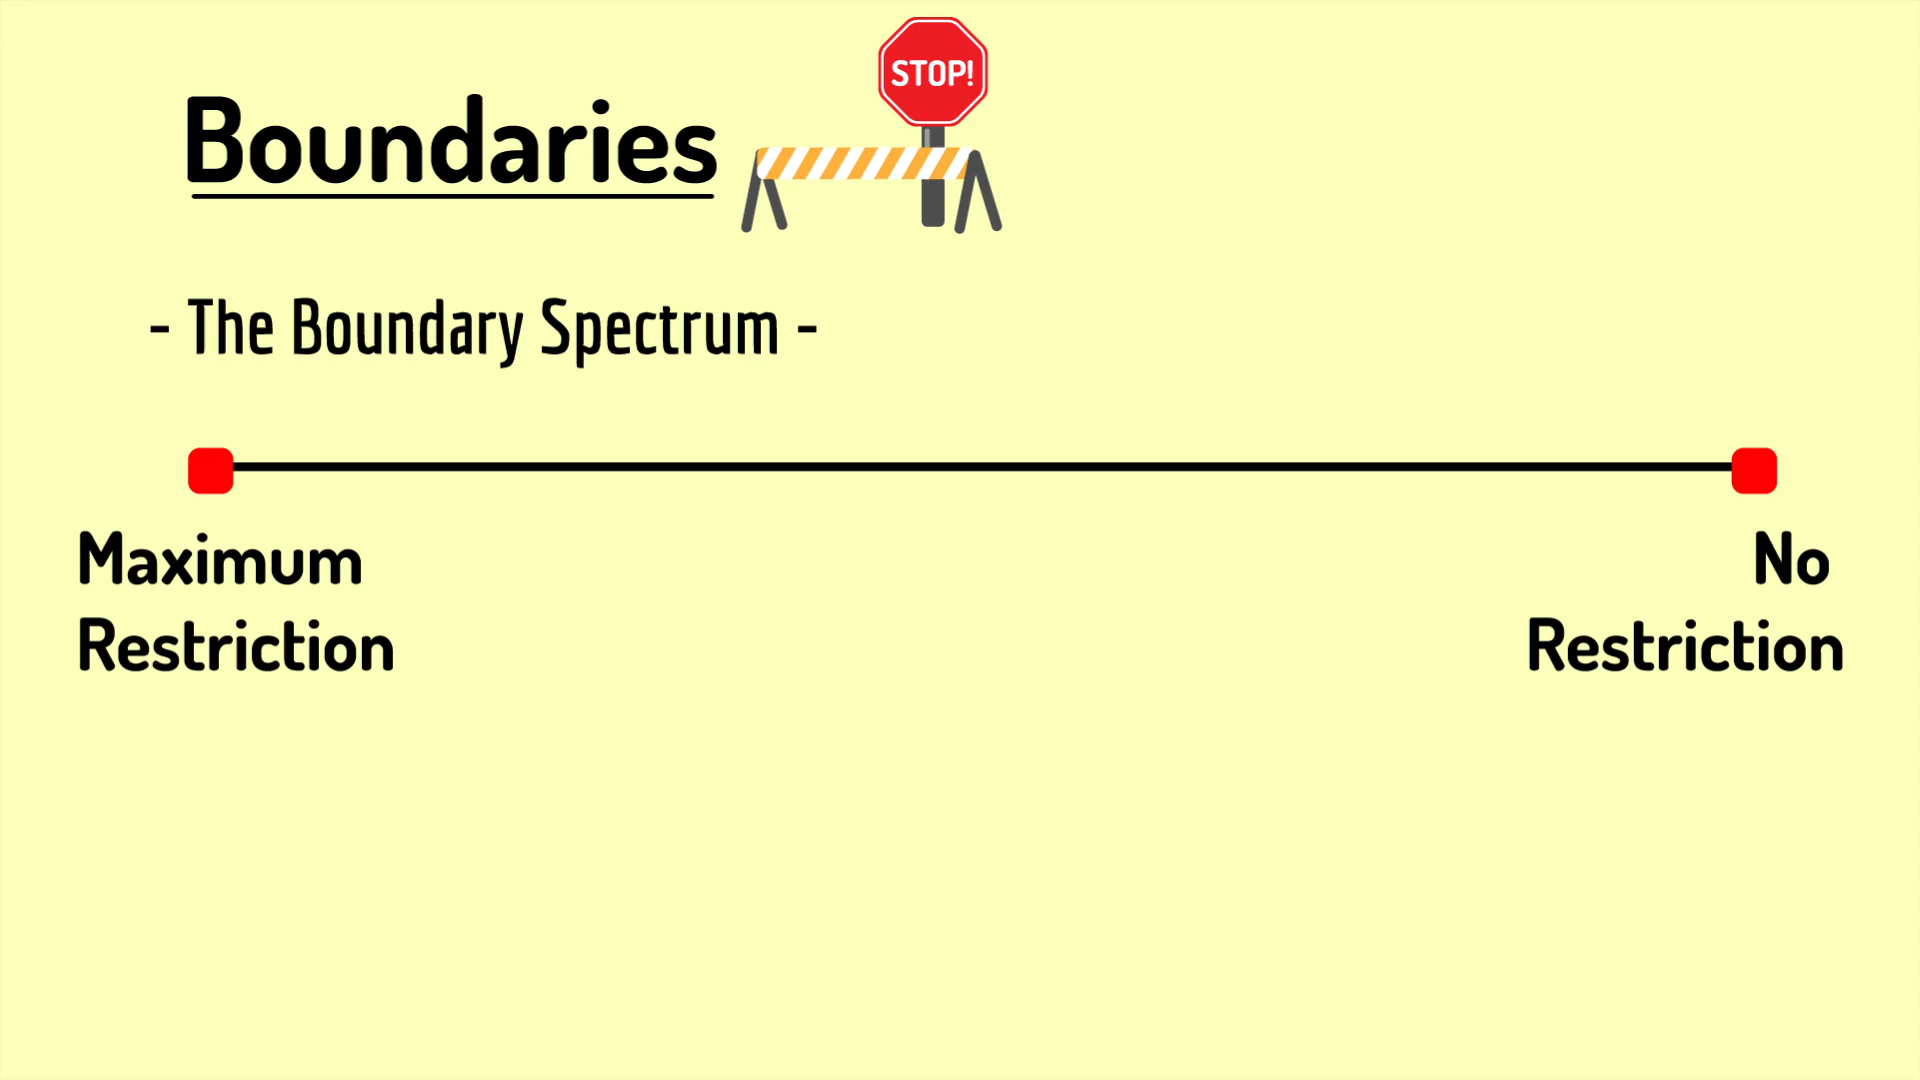 STOP!
Boundaries
- The Boundary Spectrum -
Maximum
Restriction
No
Restriction